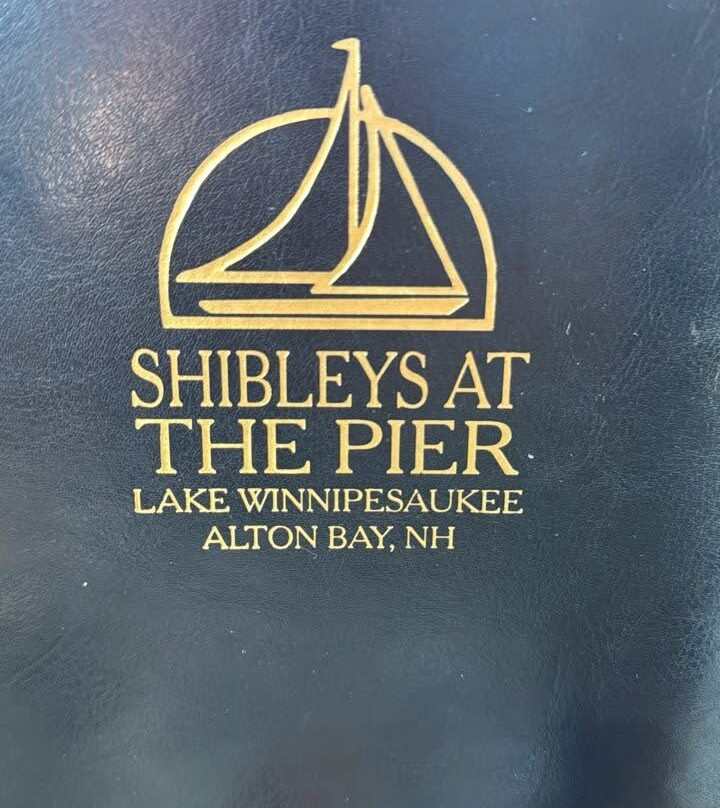 SHIBLEYS AT
THE PIER
LAKE WINNIPESAUKEE
ALTON BAY, NH